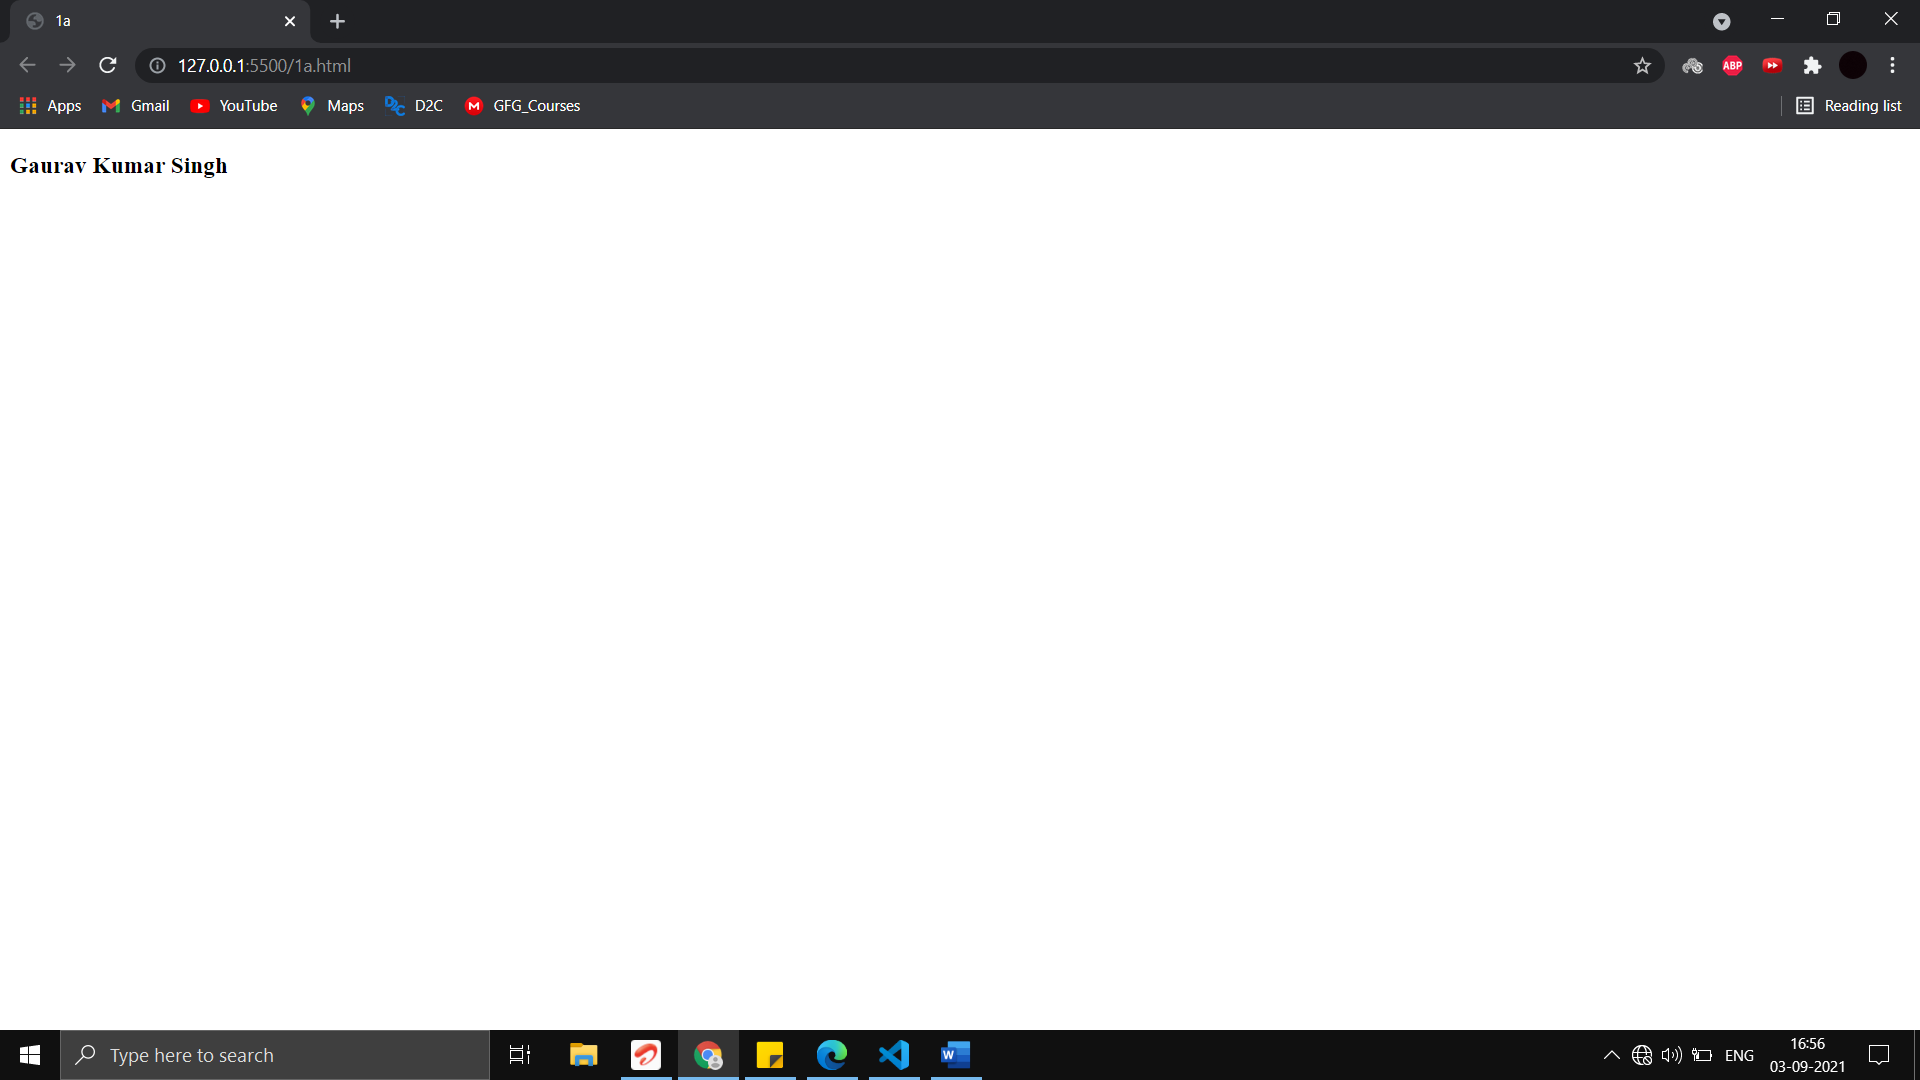 1a
127.0.0.1:5500/1a.html
ABP
Apps Gmail YouTube Maps D2C GFG_Courses Reading list
Gaurav Kumar Singh
Type here to search
ENG
16:56
03-09-2021